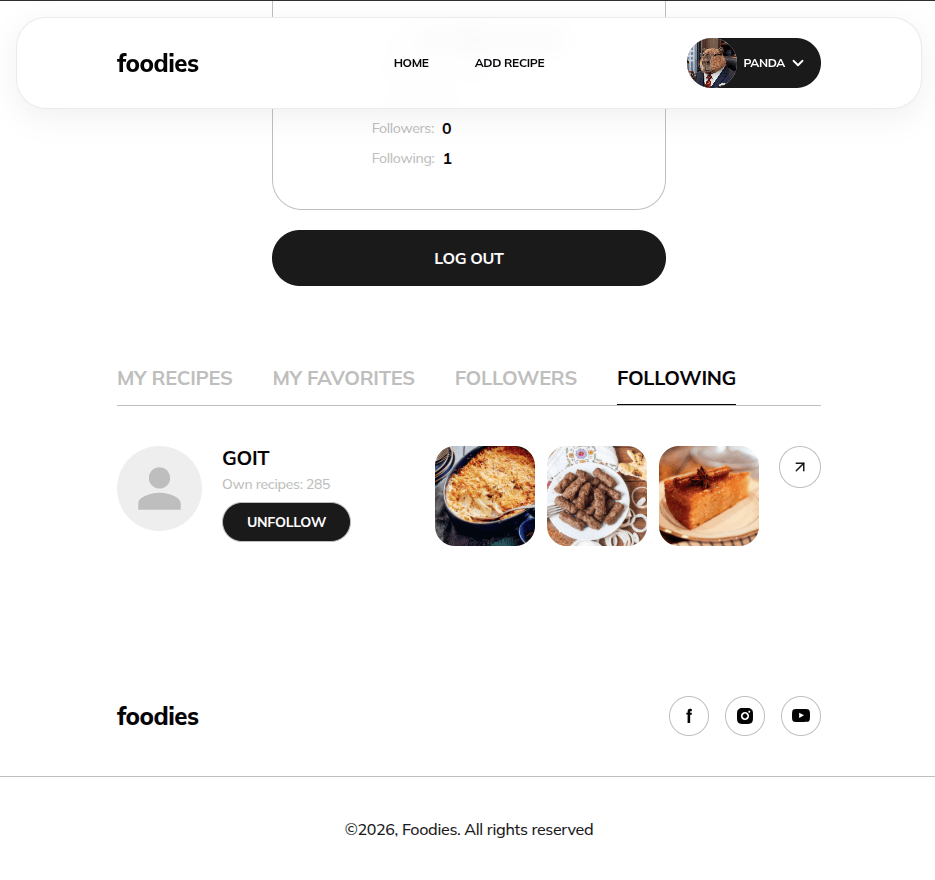 foodies
HOME
ADD RECIPE
PANDA
Followers: 0
Following: 1
LOG OUT
MY RECIPES
MY FAVORITES
FOLLOWERS
FOLLOWING
GOIT
Own recipes: 285
UNFOLLOW
foodies
©2026, Foodies. All rights reserved